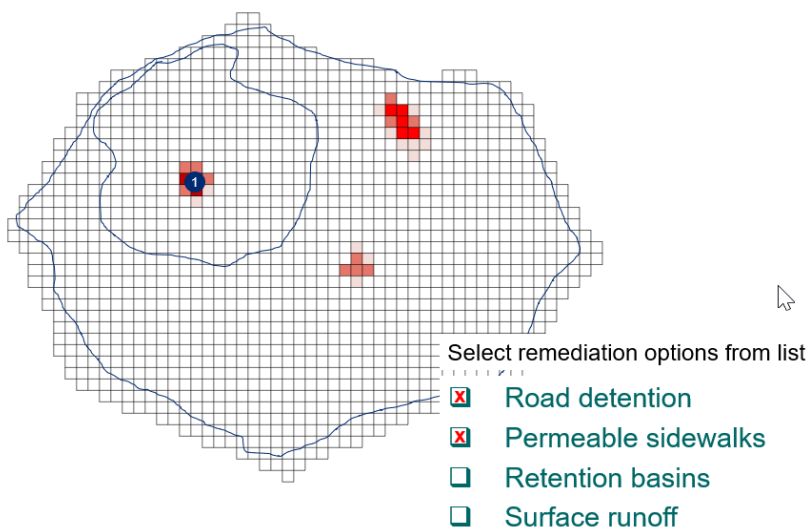 1
Select remediation options from list
x Road detention
x Permeable sidewalks
Retention basins
Surface runoff